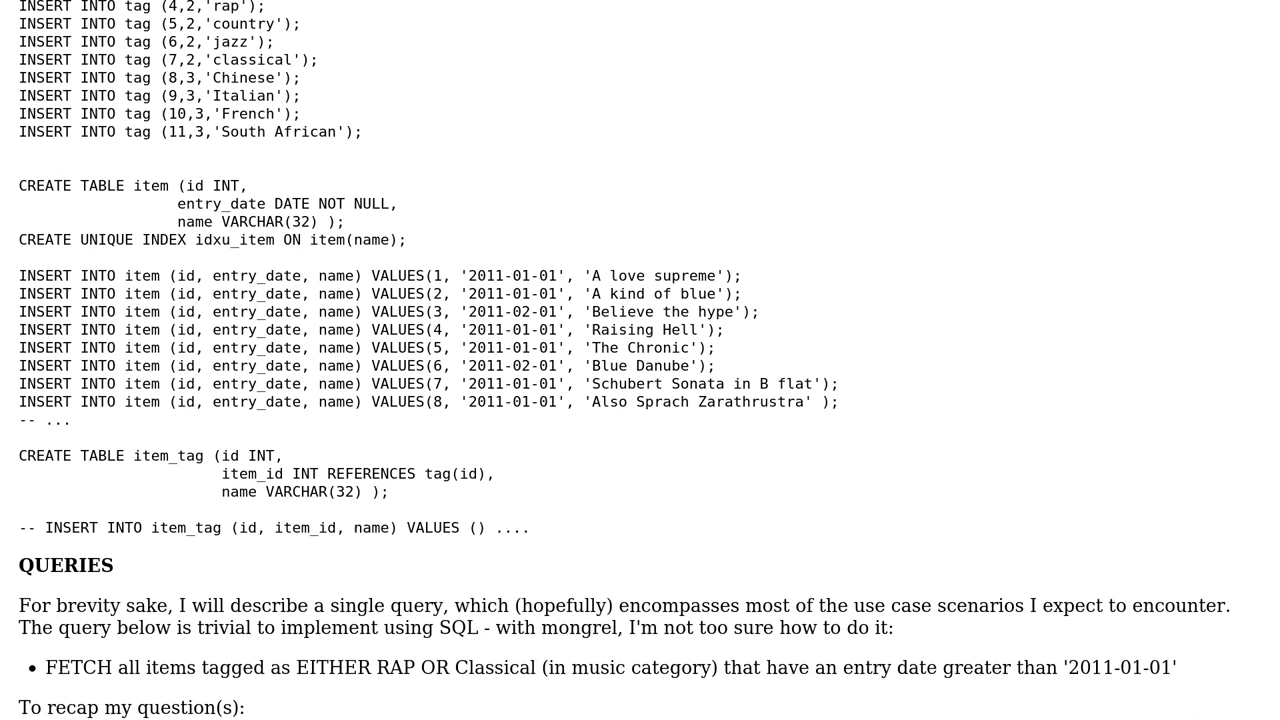 INSERT INTO tag (4,2,'rap');
INSERT INTO tag (5,2,'country');
INSERT INTO tag (6,2,'jazz');
INSERT INTO tag (7,2,'classical');
INSERT INTO tag (8,3,'Chinese');
INSERT INTO tag (9,3,'Italian');
INSERT INTO tag (10,3,'French');
INSERT INTO tag (11,3,'South African');
CREATE TABLE item (id INT,
entry_date DATE NOT NULL,
name VARCHAR(32) );
CREATE UNIQUE INDEX idxu_item ON item(name);
INSERT INTO item (id, entry_date, name) VALUES(1, '2011-01-01', 'A love supreme');
INSERT INTO item (id, entry_date, name) VALUES(2, '2011-01-01', 'A kind of blue');
INSERT INTO item (id, entry_date, name) VALUES(3, '2011-02-01', 'Believe the hype');
INSERT INTO item (id, entry_date, name) VALUES(4, '2011-01-01', 'Raising Hell');
INSERT INTO item (id, entry_date, name) VALUES(5, '2011-01-01', 'The Chronic');
INSERT INTO item (id, entry_date, name) VALUES(6, '2011-02-01', 'Blue Danube');
INSERT INTO item (id, entry_date, name) VALUES(7, '2011-01-01', 'Schubert Sonata in B flat');
INSERT INTO item (id, entry_date, name) VALUES(8, '2011-01-01', 'Also Sprach Zarathrustra' );
-- ...
CREATE TABLE item_tag (id INT,
item_id INT REFERENCES tag(id),
name VARCHAR(32) );
-- INSERT INTO item_tag (id, item_id, name) VALUES () ....
QUERIES
For brevity sake, I will describe a single query, which (hopefully) encompasses most of the use case scenarios I expect to encounter.
The query below is trivial to implement using SQL - with mongrel, I'm not too sure how to do it:
• FETCH all items tagged as EITHER RAP OR Classical (in music category) that have an entry date greater than '2011-01-01'
To recap my question(s):